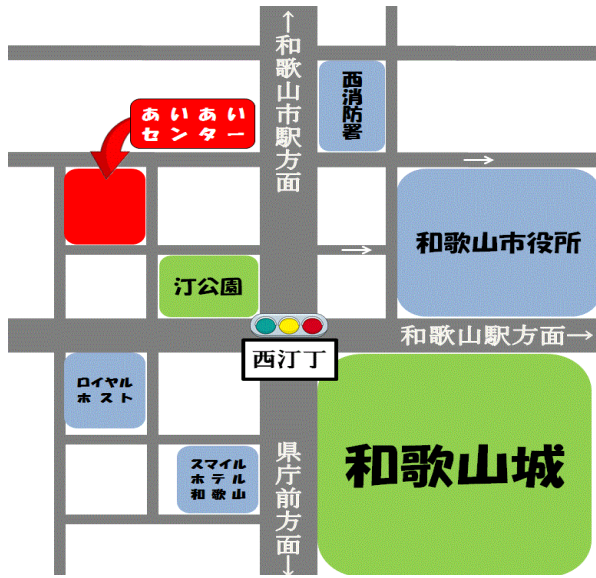 ←和歌山市駅方面
西消防署
あいあい
センター
→
和歌山市役所
→
汀公園
和歌山駅方面→
西汀丁
ロイヤル
ホスト
和歌山城
スマイル
ホテル
和歌山
県庁前方面→